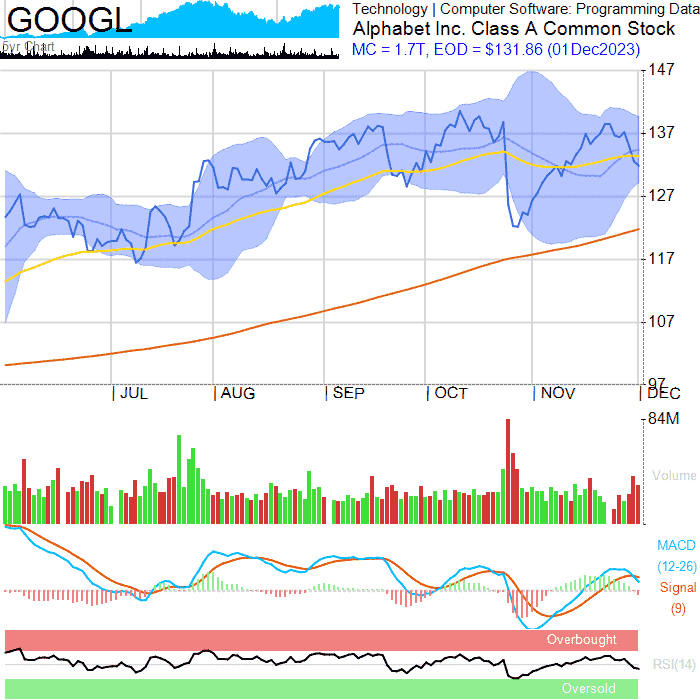 GOOGL
5yr Chart
Technology | Computer Software: Programming Data
Alphabet Inc. Class A Common Stock
MC = 1.7T, EOD = $131.86 (01Dec2023)
147
137
127
117
107
97
| JUL | AUG | SEP | OCT | NOV | DEC
84M
Volume
MACD
(12-26)
Signal
(9)
Overbought
RSI(14)
Oversold